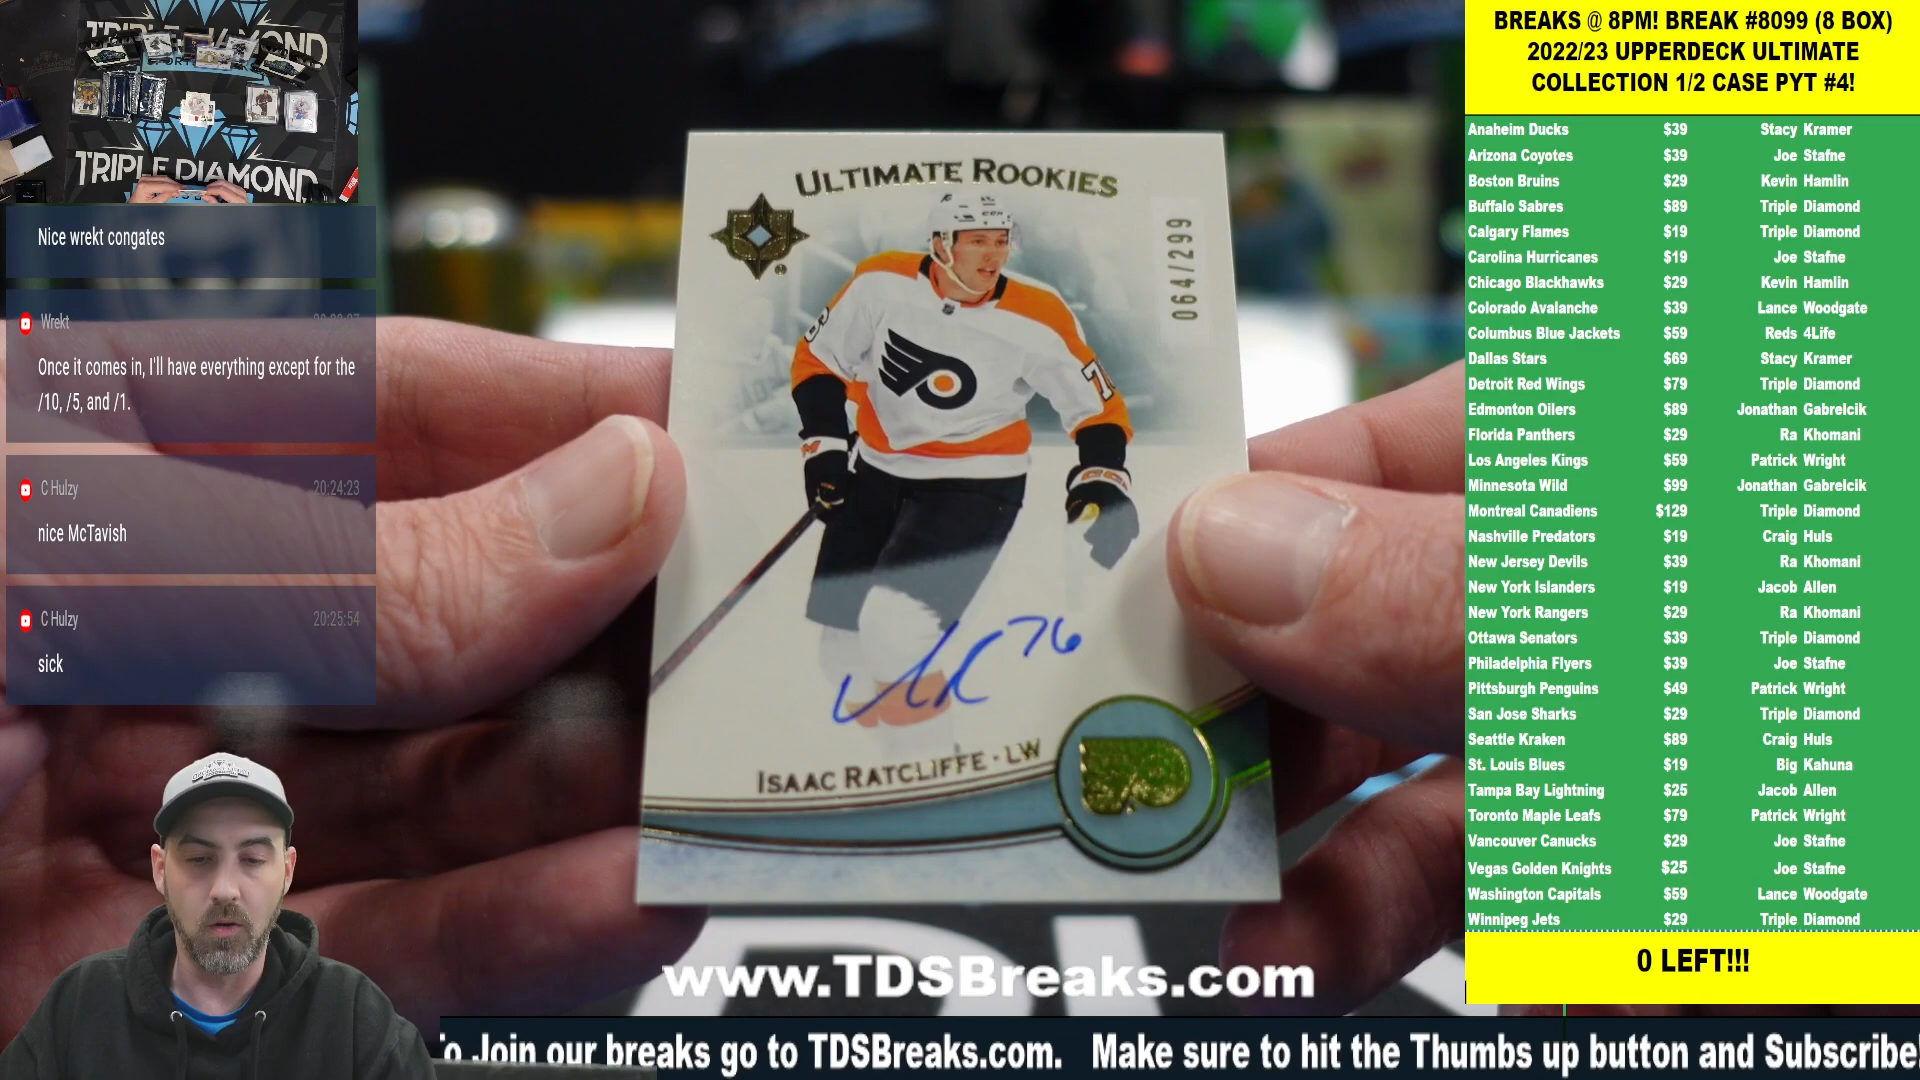 BREAKS @ 8PM! BREAK #8099 (8 BOX)
2022/23 UPPERDECK ULTIMATE
COLLECTION 1/2 CASE PYT #4!
Anaheim Ducks $39 Stacy Kramer
Arizona Coyotes $39 Joe Stafne
Boston Bruins $29 Kevin Hamlin
Buffalo Sabres $89 Triple Diamond
Calgary Flames $19 Triple Diamond
Carolina Hurricanes $19 Joe Stafne
Chicago Blackhawks $29 Kevin Hamlin
Colorado Avalanche $39 Lance Woodgate
Columbus Blue Jackets $59 Reds 4Life
Dallas Stars $69 Stacy Kramer
Detroit Red Wings $79 Triple Diamond
Edmonton Oilers $89 Jonathan Gabrelcik
Florida Panthers $29 Ra Khomani
Los Angeles Kings $59 Patrick Wright
Minnesota Wild $99 Jonathan Gabrelcik
Montreal Canadiens $129 Triple Diamond
Nashville Predators $19 Craig Huls
New Jersey Devils $39 Ra Khomani
New York Islanders $19 Jacob Allen
New York Rangers $29 Ra Khomani
Ottawa Senators $39 Triple Diamond
Philadelphia Flyers $39 Joe Stafne
Pittsburgh Penguins $49 Patrick Wright
San Jose Sharks $29 Triple Diamond
Seattle Kraken $89 Craig Huls
St. Louis Blues $19 Big Kahuna
Tampa Bay Lightning $25 Jacob Allen
Toronto Maple Leafs $79 Patrick Wright
Vancouver Canucks $29 Joe Stafne
Vegas Golden Knights $25 Joe Stafne
Washington Capitals $59 Lance Woodgate
Winnipeg Jets $29 Triple Diamond
0 LEFT!!!
TRIPLE DIAMOND
TRIPLE DIAMOND
Nice wrekt congates
Wrekt
Once it comes in, I'll have everything except for the
/10, /5, and /1.
C Hulzy 20:24:23
nice McTavish
C Hulzy 20:25:54
sick
ULTIMATE ROOKIES
064/299
76
ISAAC RATCLIFFE · LW
www.TDSBreaks.com
Join our breaks go to TDSBreaks.com. Make sure to hit the Thumbs up button and Subscribe!